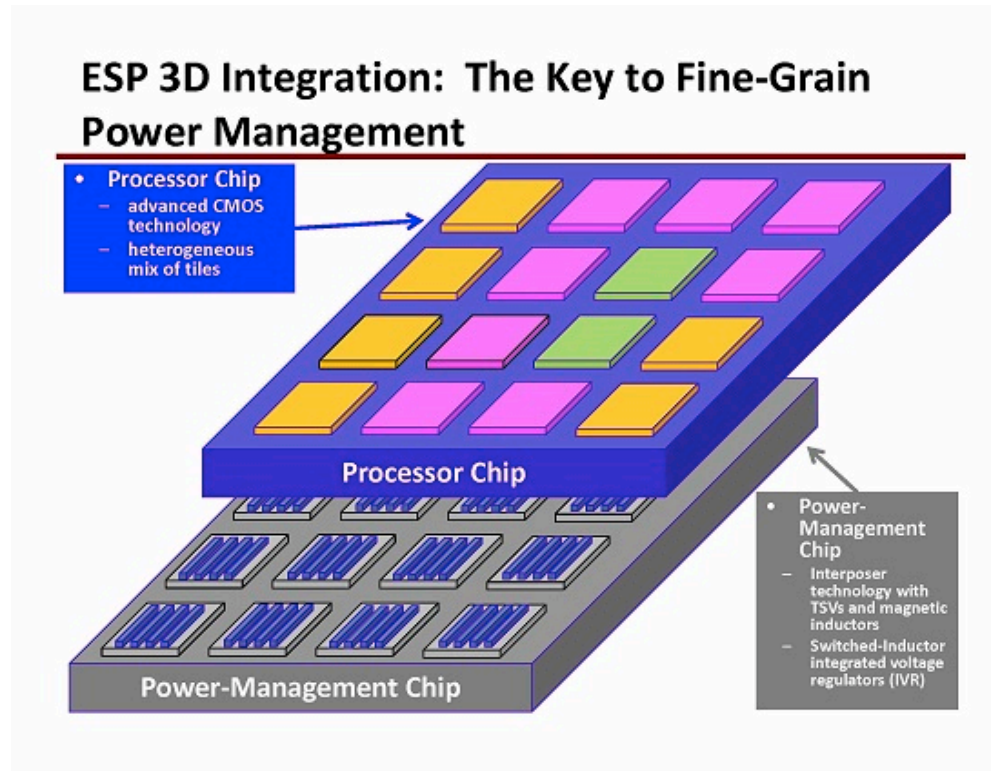 ESP 3D Integration:  The Key to Fine-Grain
Power Management
• Processor Chip
– advanced CMOS
technology
– heterogeneous
mix of tiles
Processor Chip
• Power-
Management
Chip
– Interposer
technology with
TSVs and magnetic
inductors
– Switched-Inductor
integrated voltage
regulators (IVR)
Power-Management Chip